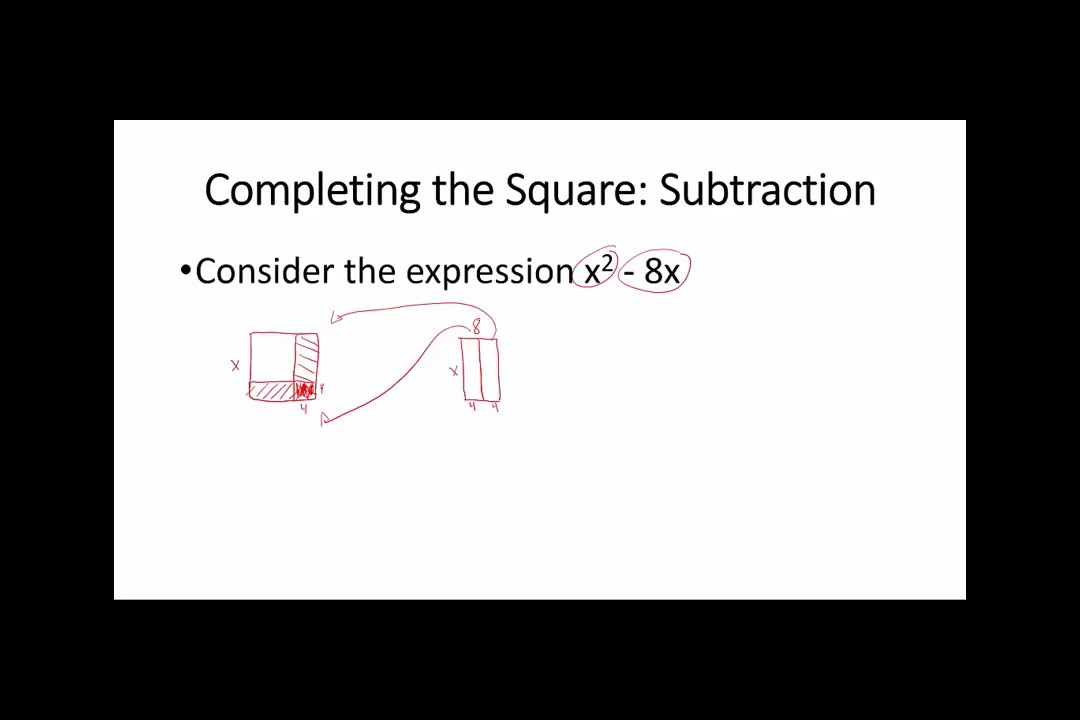 Completing the Square: Subtraction
•Consider the expression x² - 8x
8
x
x
4
4
4 4